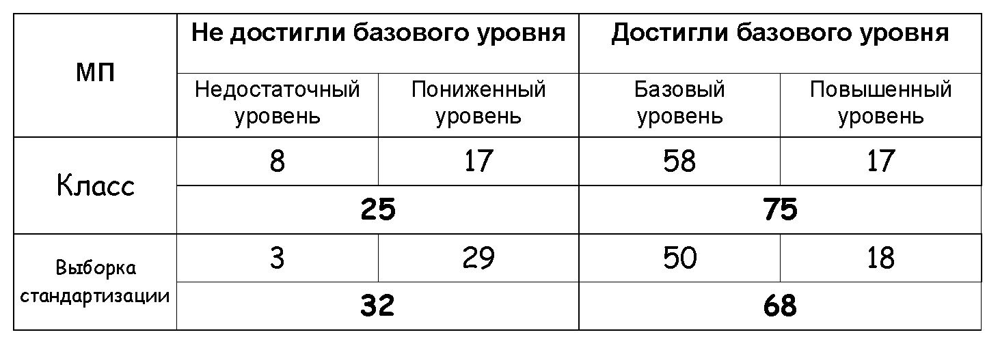 МП
Не достигли базового уровня
Достигли базового уровня
Недостаточный
уровень
Пониженный
уровень
Базовый
уровень
Повышенный
уровень
Класс
8
17
58
17
25
75
Выборка
стандартизации
3
29
50
18
32
68